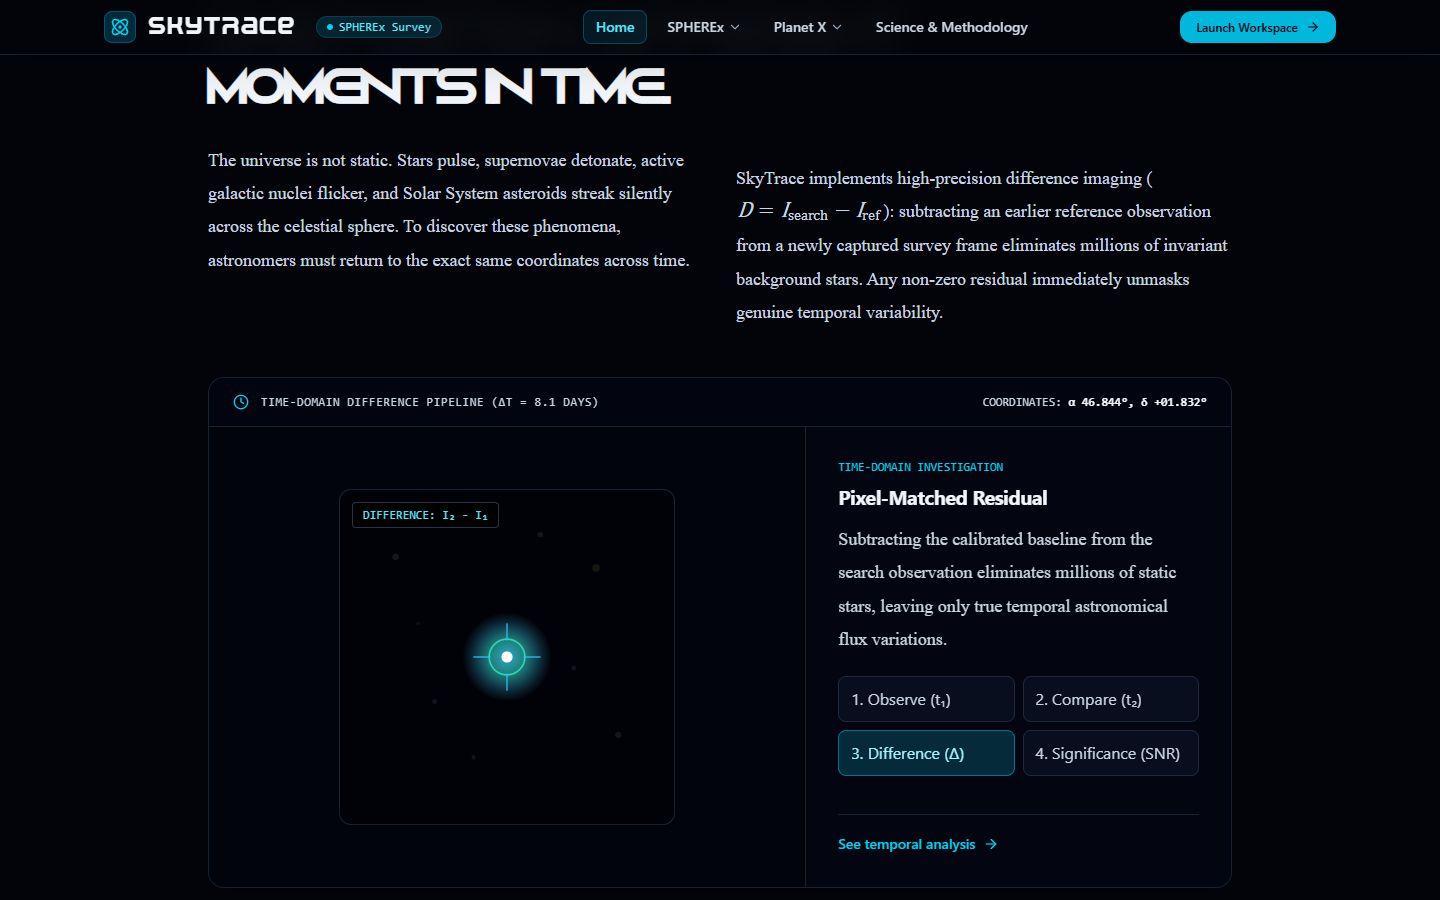 SKYTRACE
SPHEREx Survey
Home
SPHEREx
Planet X
Science & Methodology
Launch Workspace →
MOMENTS IN TIME
The universe is not static. Stars pulse, supernovae detonate, active
galactic nuclei flicker, and Solar System asteroids streak silently
across the celestial sphere. To discover these phenomena,
astronomers must return to the exact same coordinates across time.
SkyTrace implements high-precision difference imaging (
D = I_search − I_ref): subtracting an earlier reference observation
from a newly captured survey frame eliminates millions of invariant
background stars. Any non-zero residual immediately unmasks
genuine temporal variability.
TIME-DOMAIN DIFFERENCE PIPELINE (ΔT = 8.1 DAYS)
COORDINATES: α 46.844°, δ +01.832°
DIFFERENCE: I₂ - I₁
TIME-DOMAIN INVESTIGATION
Pixel-Matched Residual
Subtracting the calibrated baseline from the
search observation eliminates millions of static
stars, leaving only true temporal astronomical
flux variations.
1. Observe (t₁)
2. Compare (t₂)
3. Difference (Δ)
4. Significance (SNR)
See temporal analysis →